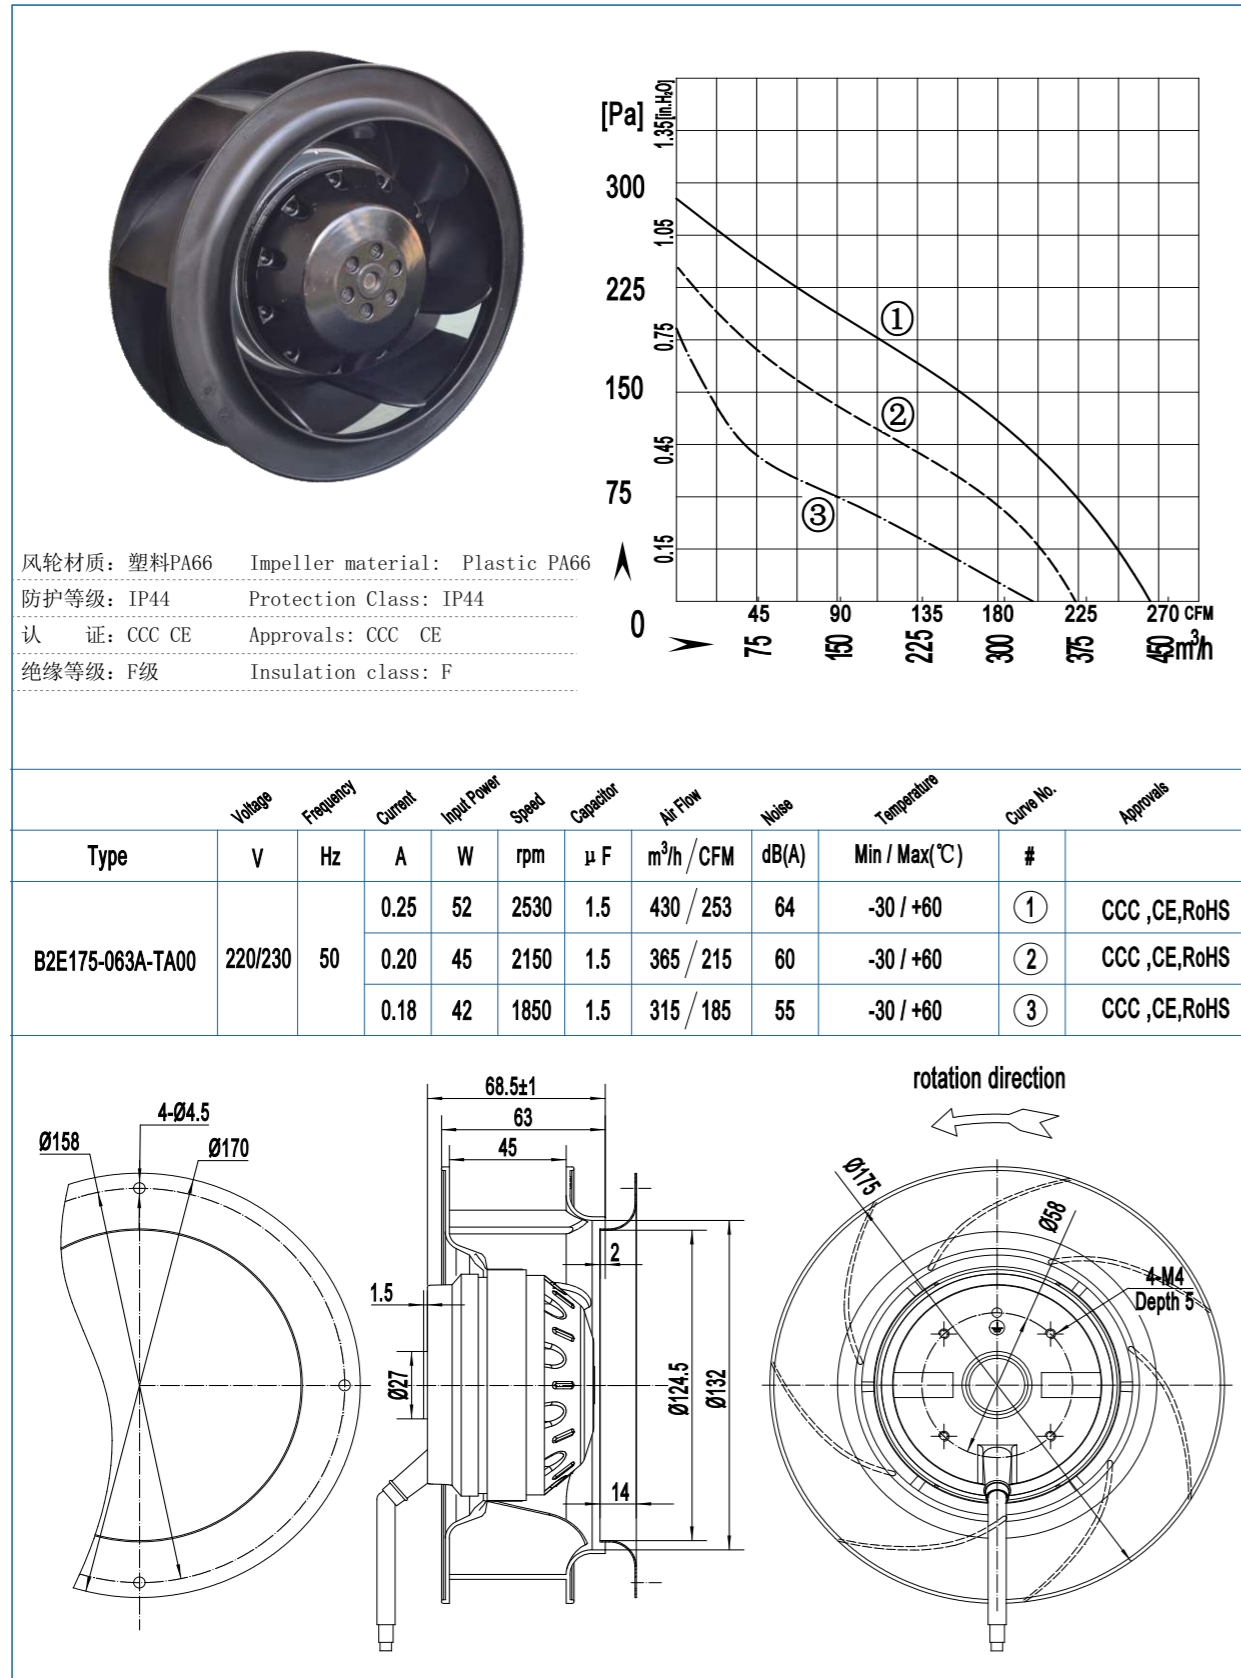 [Pa]
1.35[in.H₂O]
300
1.05
225
0.75
150
0.45
75
0.15
0
①
②
③
45 90 135 180 225 270 CFM
75 150 225 300 375 450 m³/h
风轮材质: 塑料PA66 Impeller material: Plastic PA66
防护等级: IP44 Protection Class: IP44
认 证: CCC CE Approvals: CCC CE
绝缘等级: F级 Insulation class: F
Voltage Frequency Current Input Power Speed Capacitor Air Flow Noise Temperature Curve No. Approvals
Type V Hz A W rpm μF m³/h / CFM dB(A) Min / Max(℃) #
0.25 52 2530 1.5 430 / 253 64 -30 / +60 ① CCC ,CE,RoHS
B2E175-063A-TA00 220/230 50 0.20 45 2150 1.5 365 / 215 60 -30 / +60 ② CCC ,CE,RoHS
0.18 42 1850 1.5 315 / 185 55 -30 / +60 ③ CCC ,CE,RoHS
4-Ø4.5
Ø158
Ø170
68.5±1
63
45
2
1.5
Ø27
Ø124.5
Ø132
14
rotation direction
Ø175
Ø58
4-M4
Depth 5